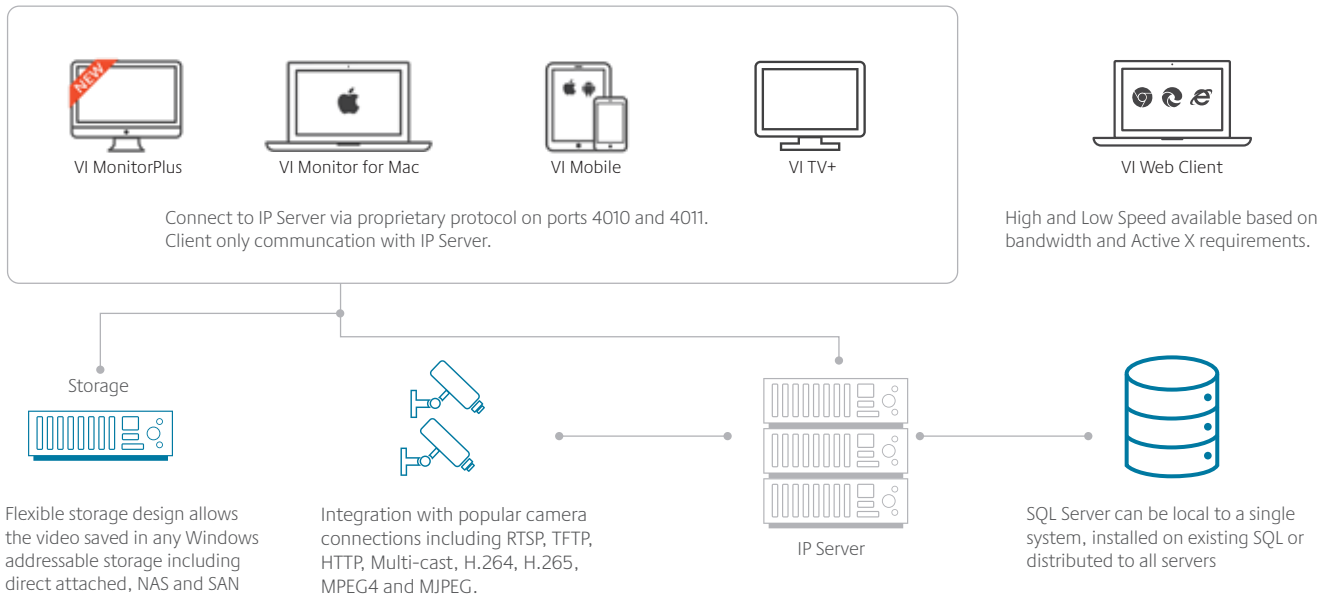 NEW
VI MonitorPlus
VI Monitor for Mac
VI Mobile
VI TV+
VI Web Client
Connect to IP Server via proprietary protocol on ports 4010 and 4011.
Client only communcation with IP Server.
High and Low Speed available based on
bandwidth and Active X requirements.
Storage
Flexible storage design allows
the video saved in any Windows
addressable storage including
direct attached, NAS and SAN
Integration with popular camera
connections including RTSP, TFTP,
HTTP, Multi-cast, H.264, H.265,
MPEG4 and MJPEG.
IP Server
SQL Server can be local to a single
system, installed on existing SQL or
distributed to all servers